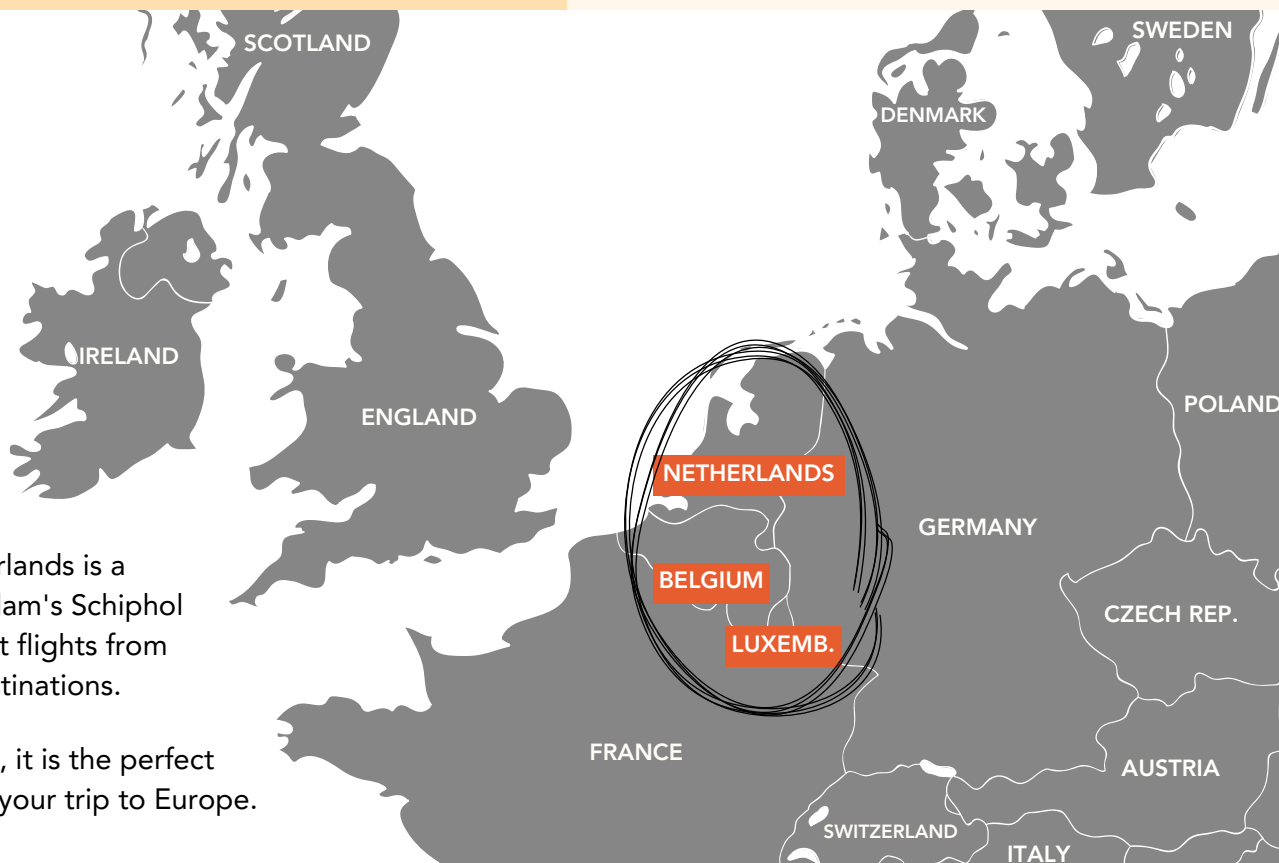 SCOTLAND
SWEDEN
DENMARK
IRELAND
ENGLAND
POLAND
NETHERLANDS
GERMANY
BELGIUM
CZECH REP.
LUXEMB.
FRANCE
AUSTRIA
SWITZERLAND
ITALY
rlands is a
lam's Schiphol
t flights from
tinations.
, it is the perfect
your trip to Europe.